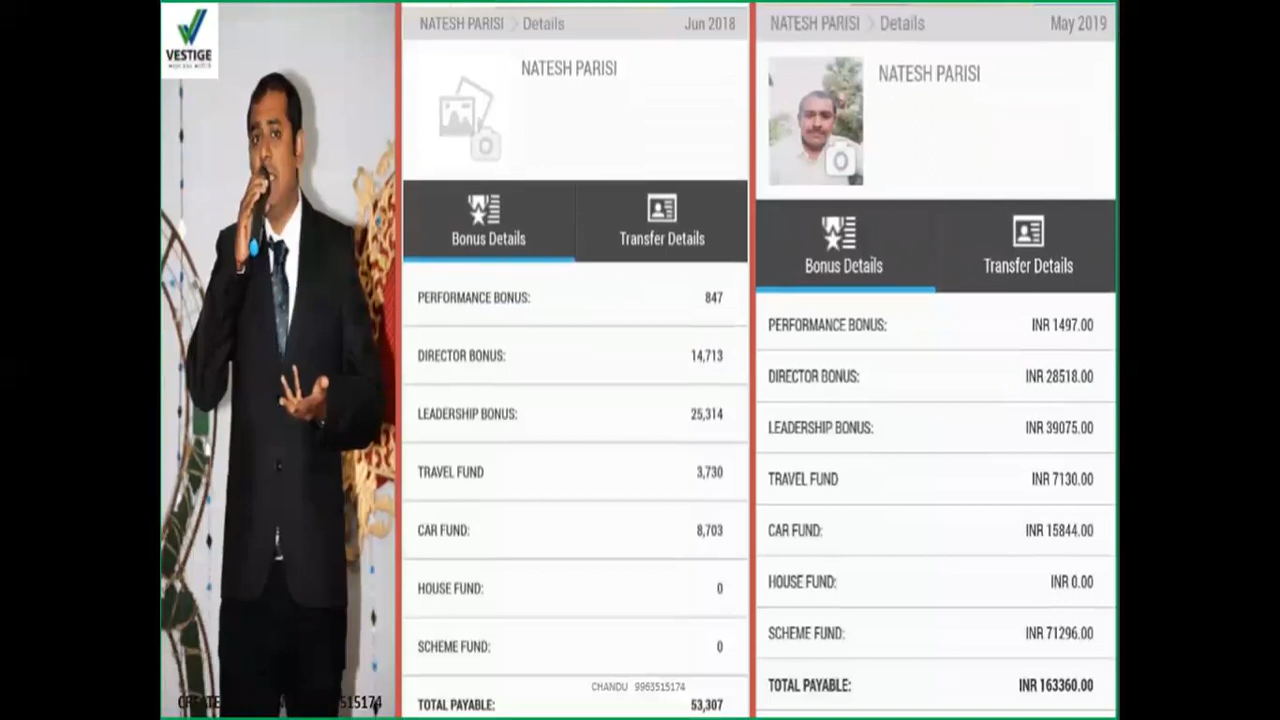 VESTIGE
NATESH PARISI Details Jun 2018
NATESH PARISI
Bonus Details Transfer Details
PERFORMANCE BONUS: 847
DIRECTOR BONUS: 14,713
LEADERSHIP BONUS: 25,314
TRAVEL FUND 3,730
CAR FUND: 8,703
HOUSE FUND: 0
SCHEME FUND: 0
CHANDU 9963515174
TOTAL PAYABLE: 53,307
NATESH PARISI Details May 2019
NATESH PARISI
Bonus Details Transfer Details
PERFORMANCE BONUS: INR 1497.00
DIRECTOR BONUS: INR 28518.00
LEADERSHIP BONUS: INR 39075.00
TRAVEL FUND INR 7130.00
CAR FUND: INR 15844.00
HOUSE FUND: INR 0.00
SCHEME FUND: INR 71296.00
TOTAL PAYABLE: INR 163360.00